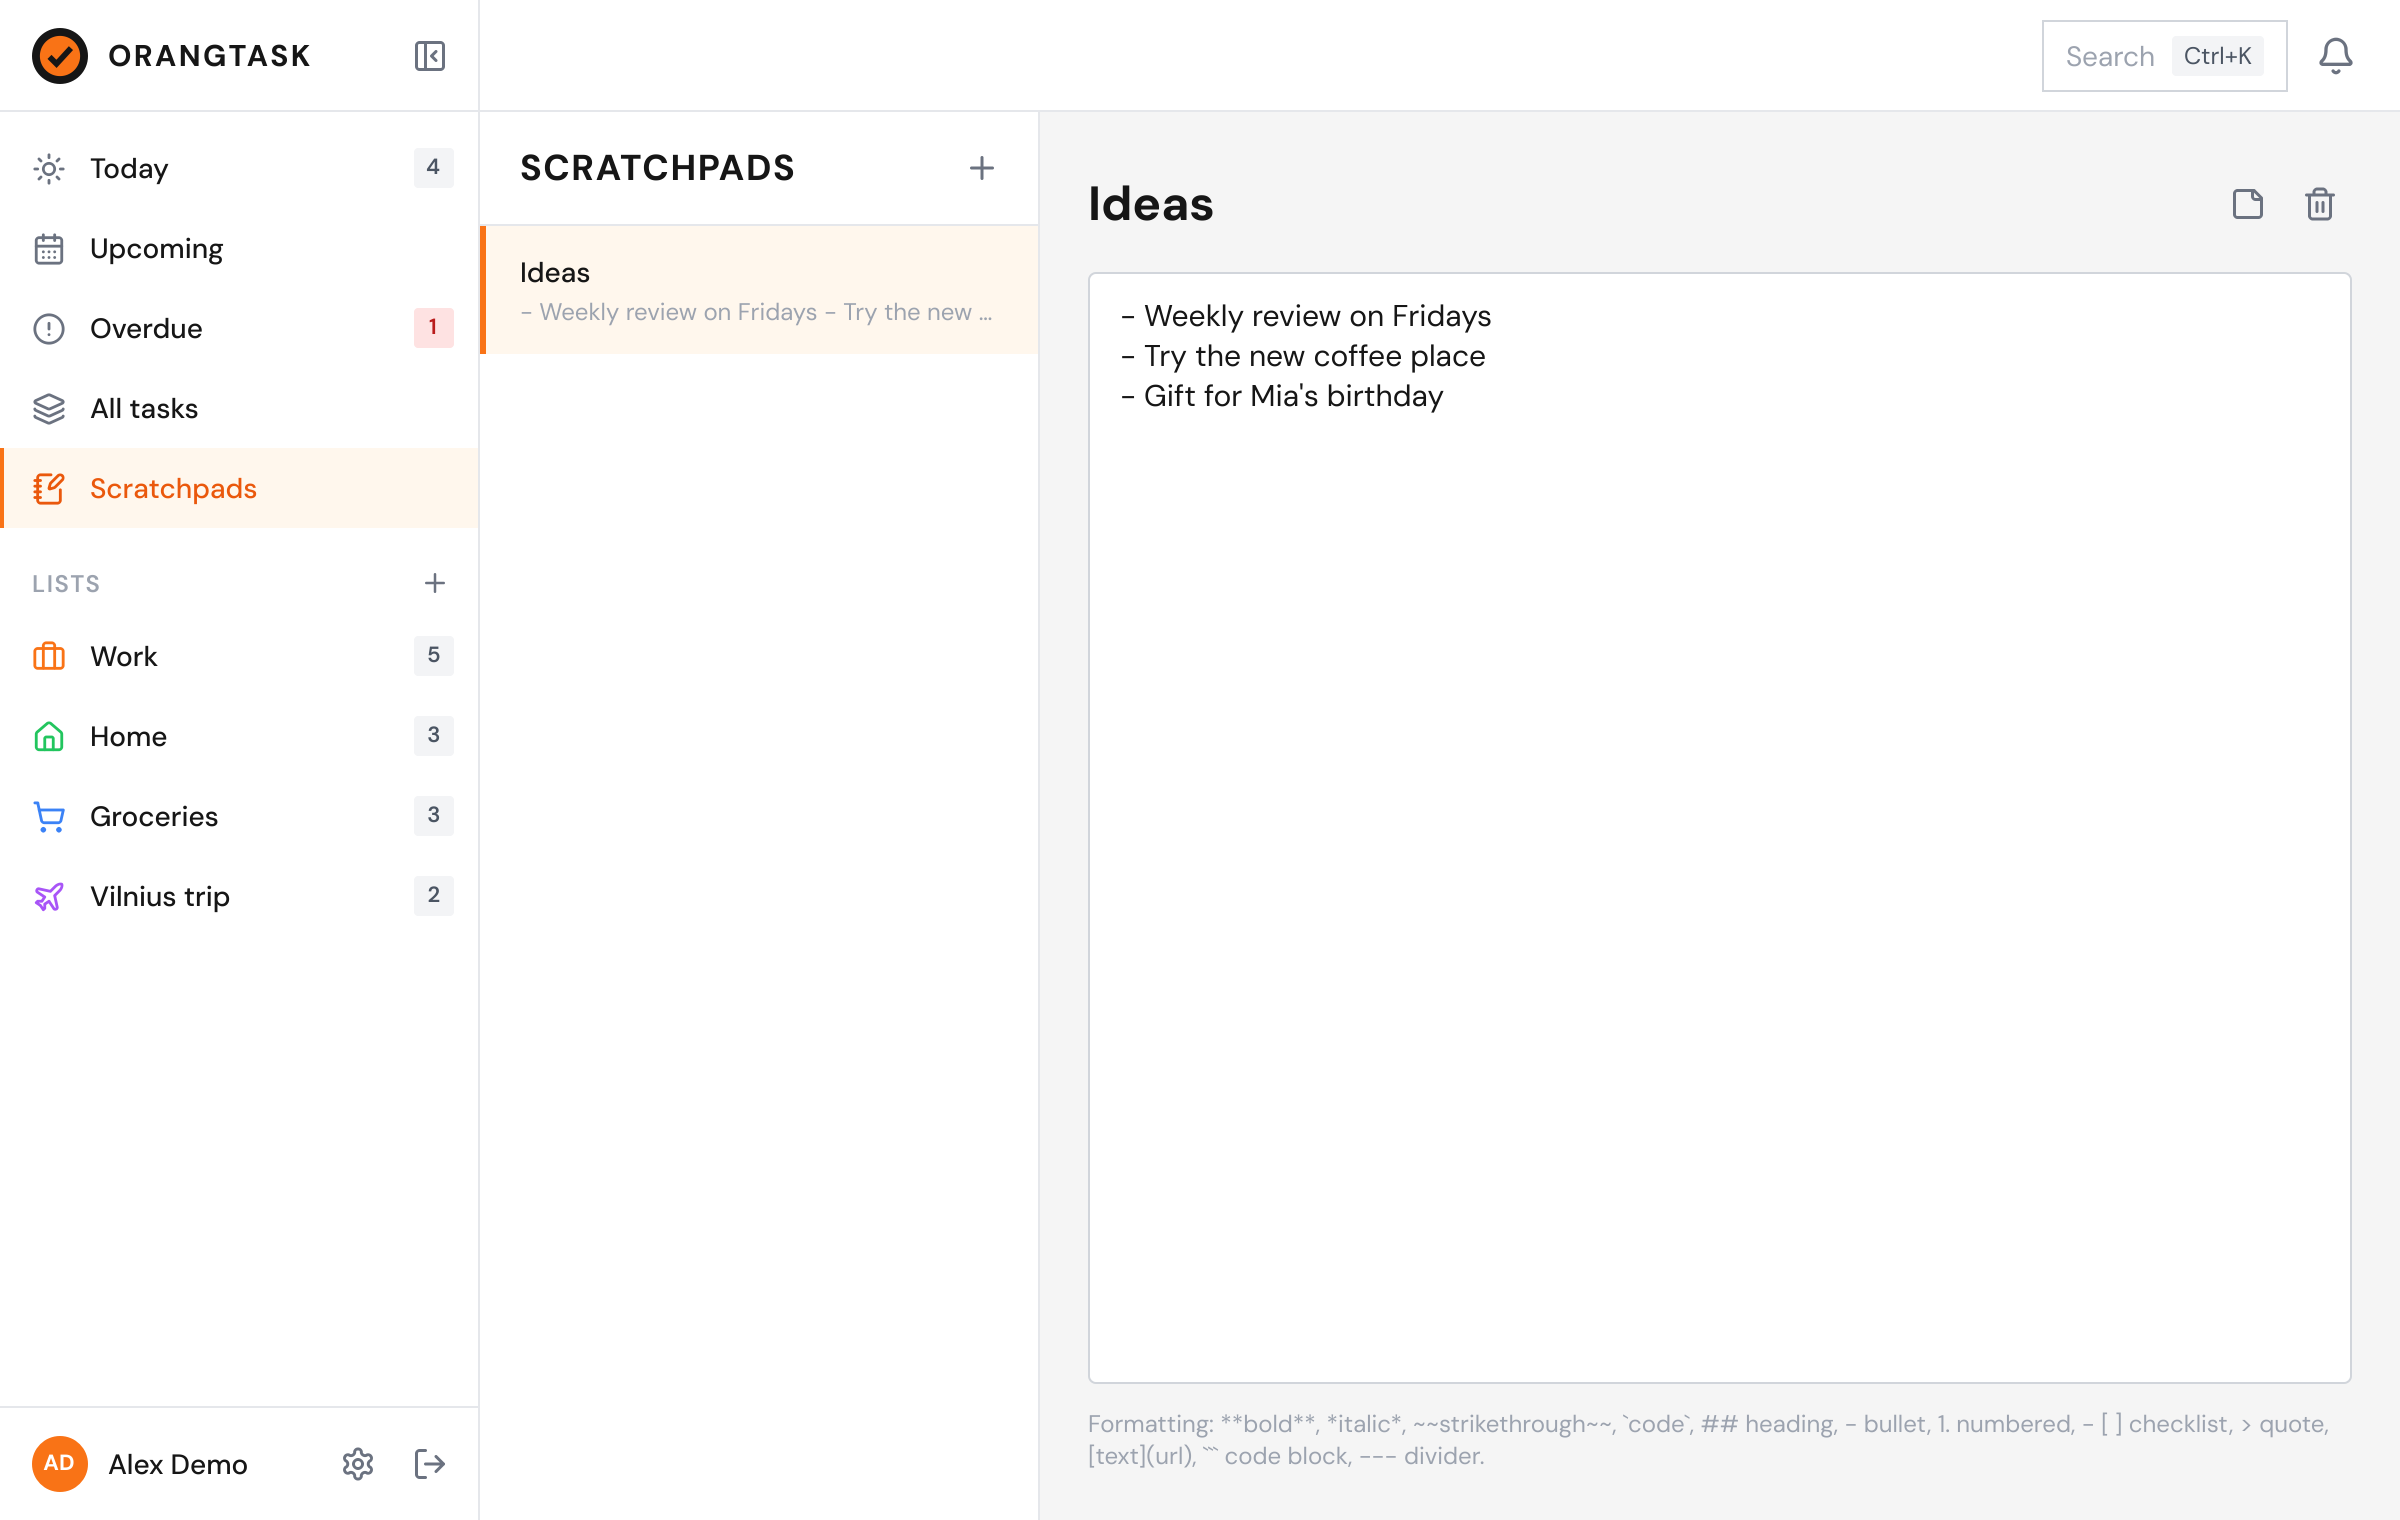 ORANGTASK
Search Ctrl+K
Today 4
Upcoming
Overdue 1
All tasks
Scratchpads
LISTS
Work 5
Home 3
Groceries 3
Vilnius trip 2
AD Alex Demo
SCRATCHPADS
Ideas
- Weekly review on Fridays - Try the new ...
Ideas
- Weekly review on Fridays
- Try the new coffee place
- Gift for Mia's birthday
Formatting: **bold**, *italic*, ~~strikethrough~~, `code`, ## heading, - bullet, 1. numbered, - [ ] checklist, > quote,
[text](url), ``` code block, --- divider.